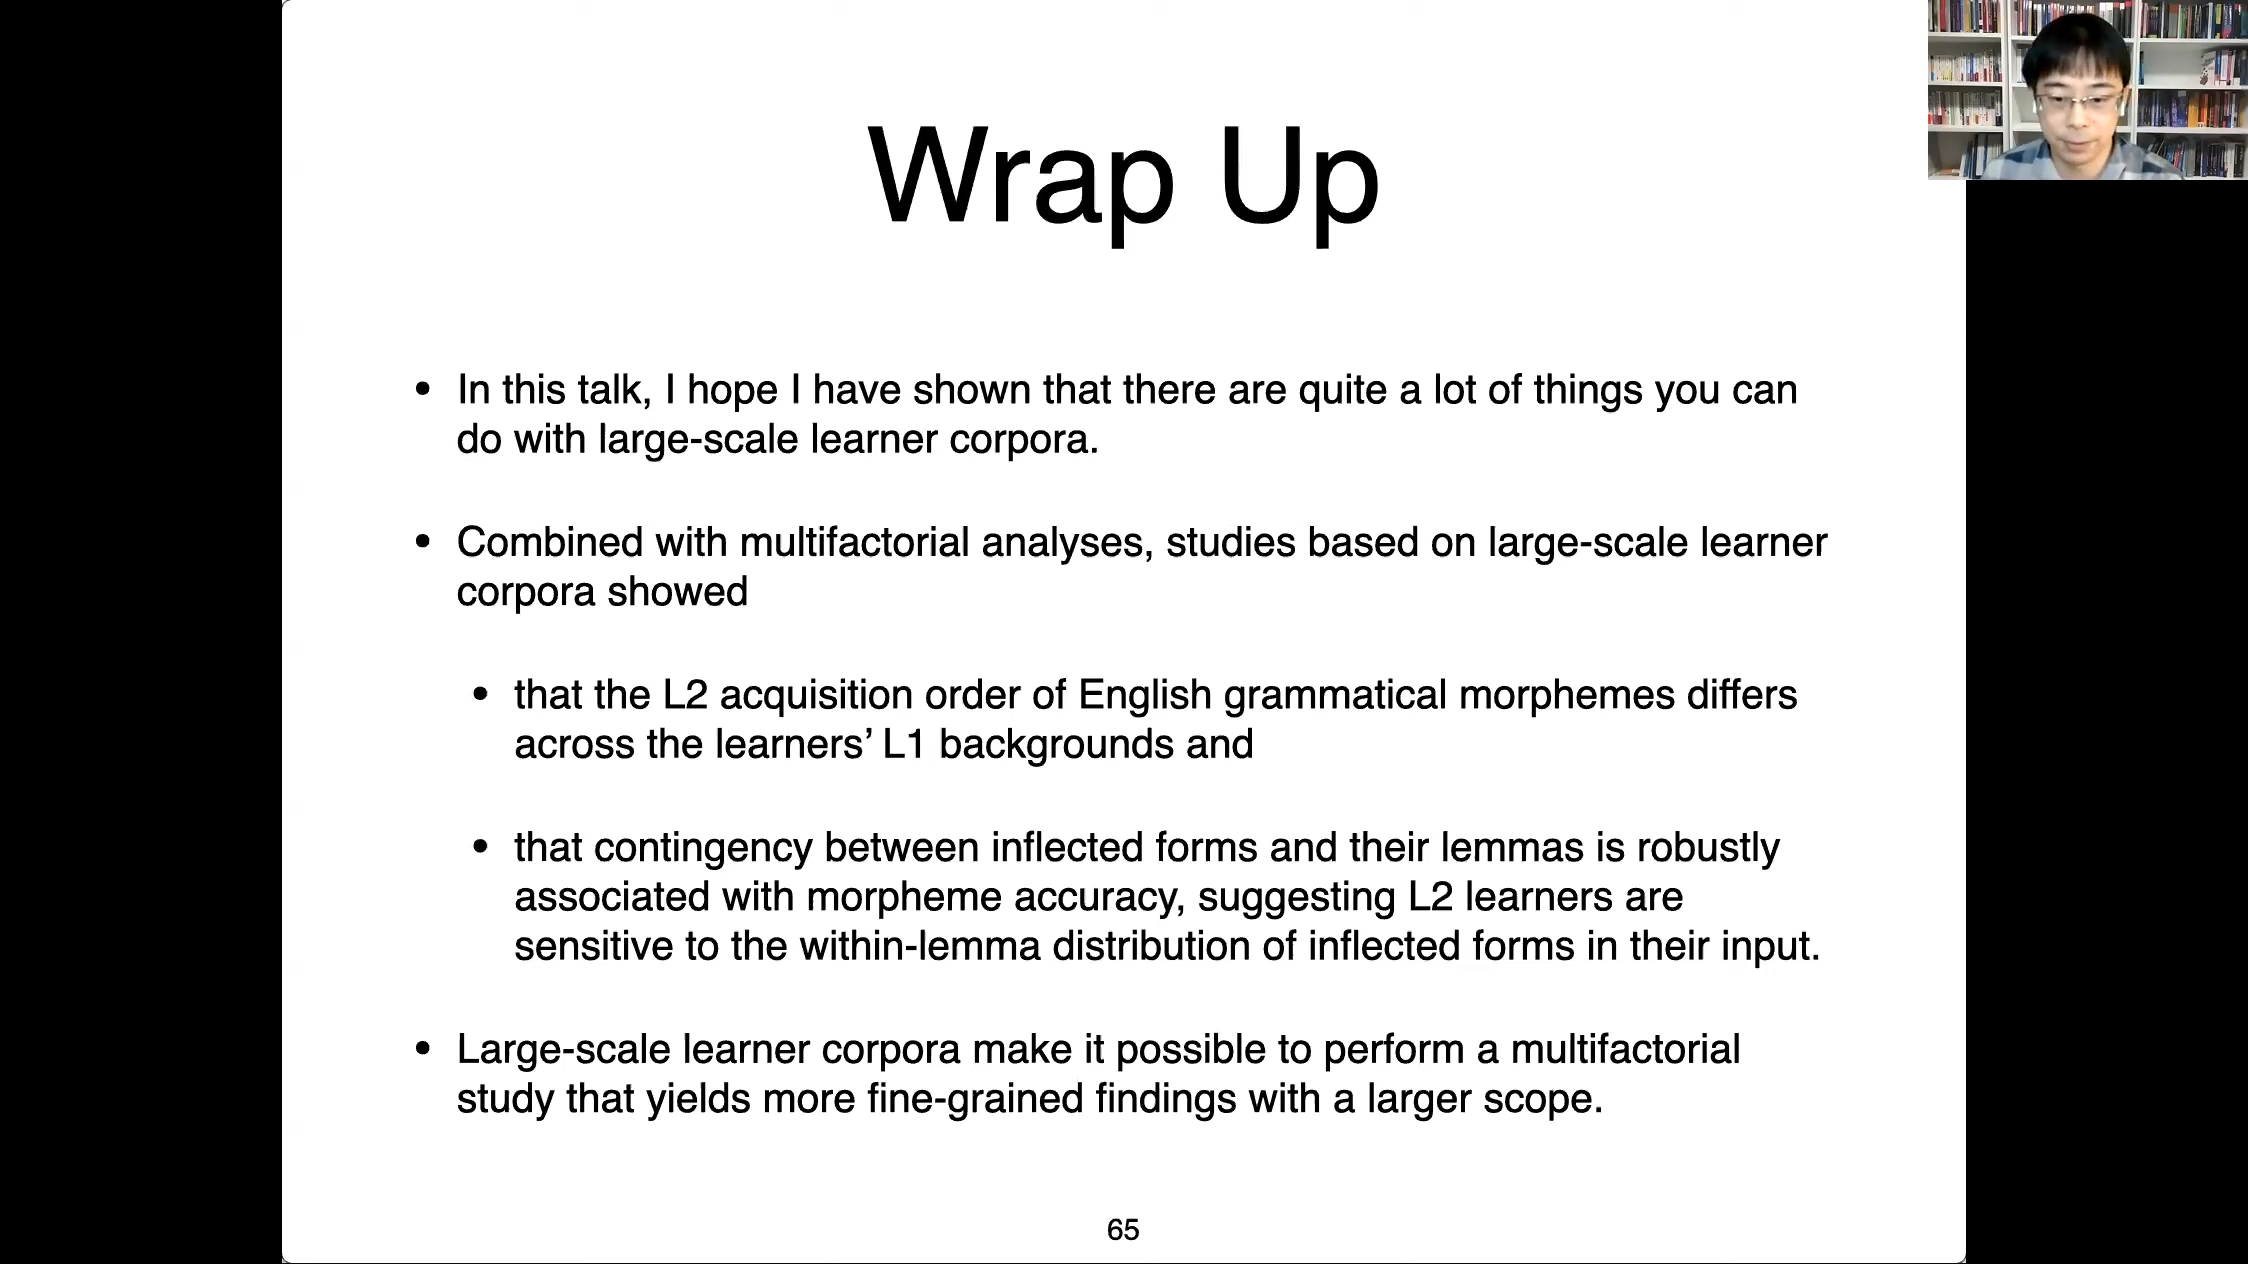 Wrap Up
• In this talk, I hope I have shown that there are quite a lot of things you can
do with large-scale learner corpora.
• Combined with multifactorial analyses, studies based on large-scale learner
corpora showed
• that the L2 acquisition order of English grammatical morphemes differs
across the learners’ L1 backgrounds and
• that contingency between inflected forms and their lemmas is robustly
associated with morpheme accuracy, suggesting L2 learners are
sensitive to the within-lemma distribution of inflected forms in their input.
• Large-scale learner corpora make it possible to perform a multifactorial
study that yields more fine-grained findings with a larger scope.
65